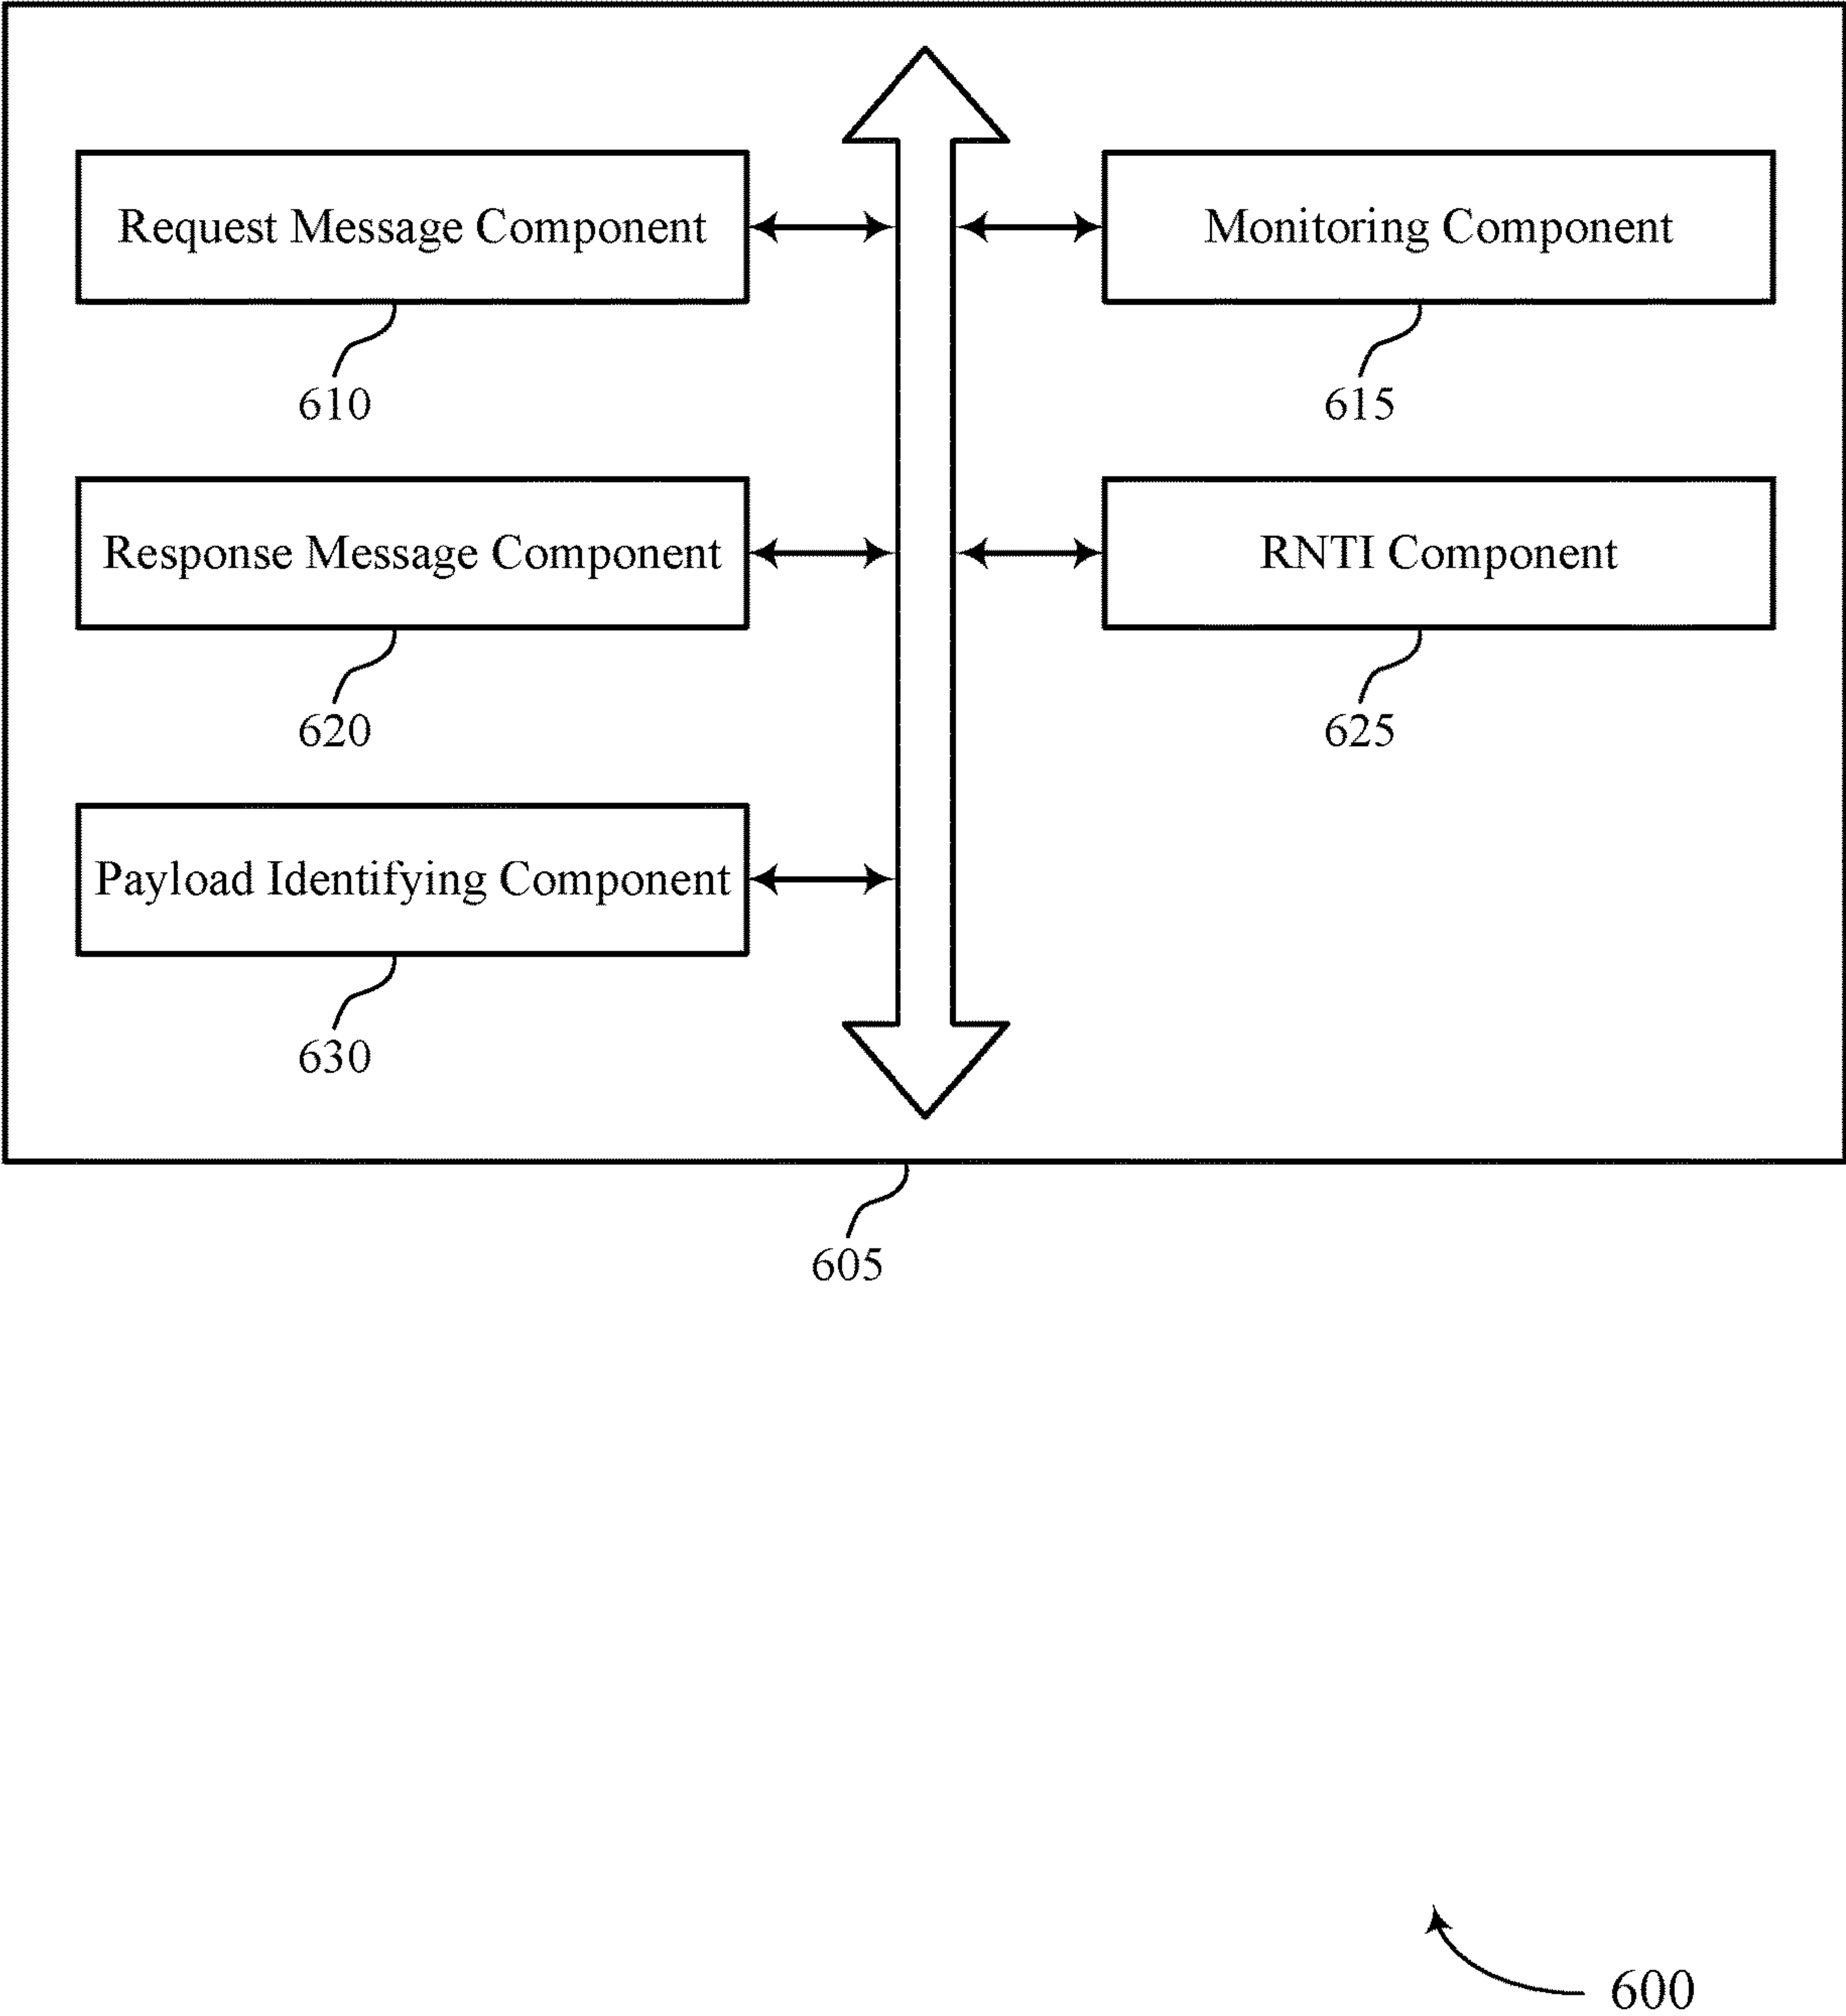 Request Message Component
Monitoring Component
610
615
Response Message Component
RNTI Component
620
625
Payload Identifying Component
630
605
600